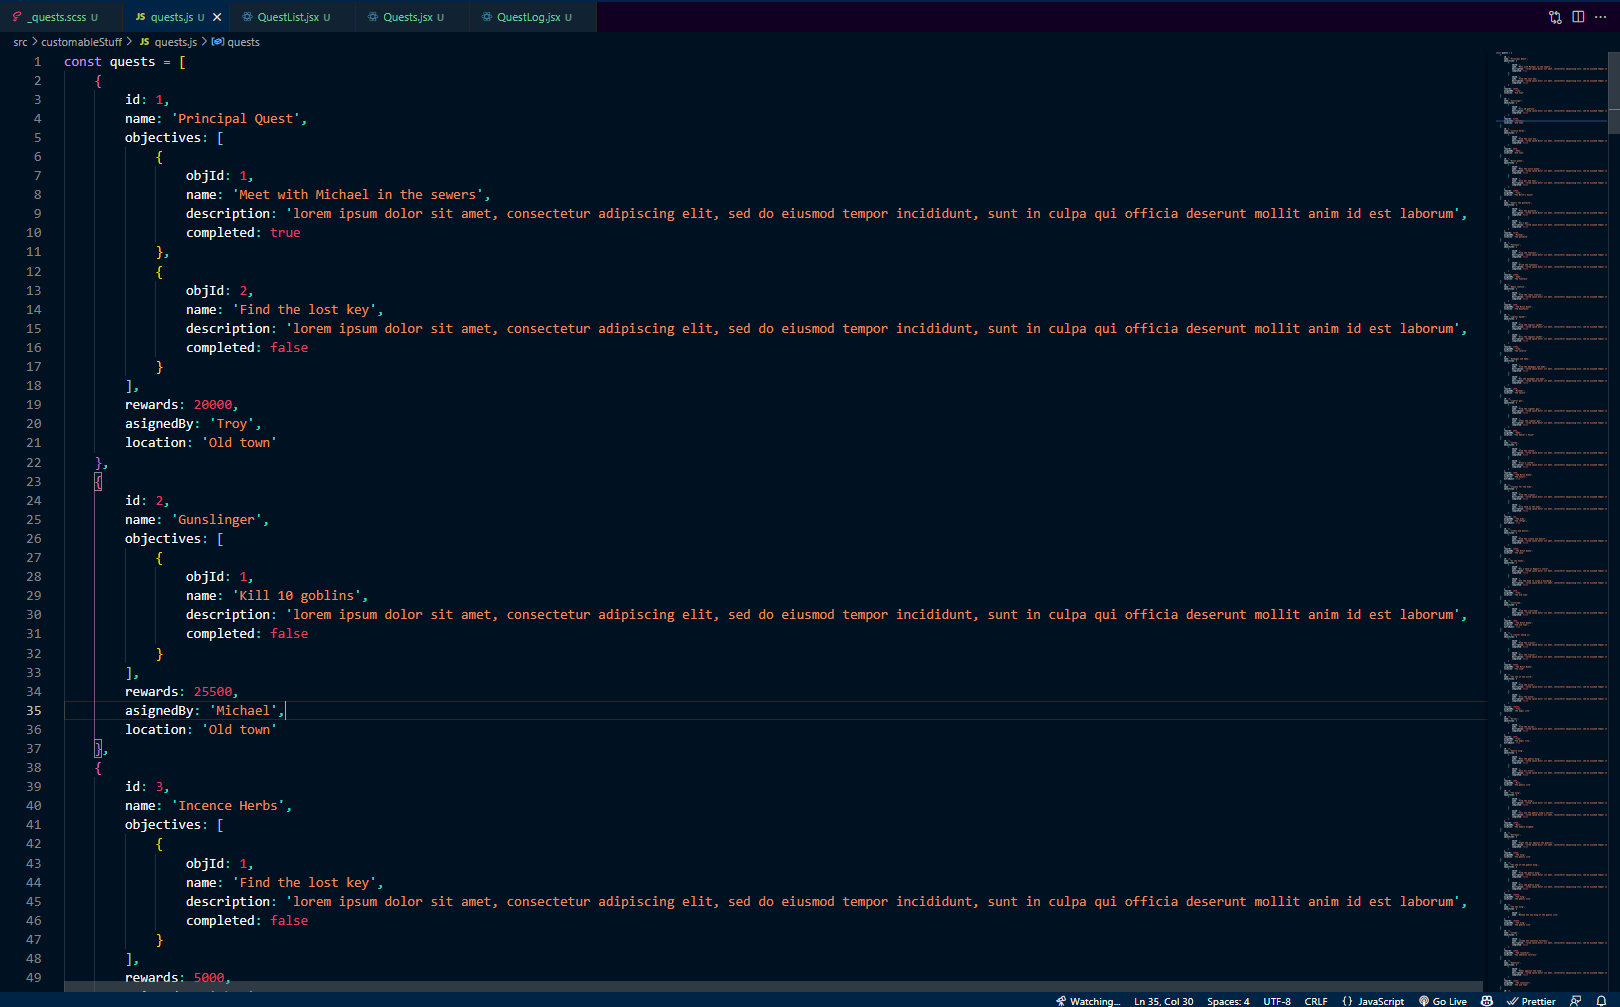 _quests.scss U
JS quests.js U
QuestList.jsx U
Quests.jsx U
QuestLog.jsx U
src > customableStuff > JS quests.js > quests
1 const quests = [
2 {
3 id: 1,
4 name: 'Principal Quest',
5 objectives: [
6 {
7 objId: 1,
8 name: 'Meet with Michael in the sewers',
9 description: 'lorem ipsum dolor sit amet, consectetur adipiscing elit, sed do eiusmod tempor incididunt, sunt in culpa qui officia deserunt mollit anim id est laborum',
10 completed: true
11 },
12 {
13 objId: 2,
14 name: 'Find the lost key',
15 description: 'lorem ipsum dolor sit amet, consectetur adipiscing elit, sed do eiusmod tempor incididunt, sunt in culpa qui officia deserunt mollit anim id est laborum',
16 completed: false
17 }
18 ],
19 rewards: 20000,
20 asignedBy: 'Troy',
21 location: 'Old town'
22 },
23 {
24 id: 2,
25 name: 'Gunslinger',
26 objectives: [
27 {
28 objId: 1,
29 name: 'Kill 10 goblins',
30 description: 'lorem ipsum dolor sit amet, consectetur adipiscing elit, sed do eiusmod tempor incididunt, sunt in culpa qui officia deserunt mollit anim id est laborum',
31 completed: false
32 }
33 ],
34 rewards: 25500,
35 asignedBy: 'Michael',
36 location: 'Old town'
37 },
38 {
39 id: 3,
40 name: 'Incence Herbs',
41 objectives: [
42 {
43 objId: 1,
44 name: 'Find the lost key',
45 description: 'lorem ipsum dolor sit amet, consectetur adipiscing elit, sed do eiusmod tempor incididunt, sunt in culpa qui officia deserunt mollit anim id est laborum',
46 completed: false
47 }
48 ],
49 rewards: 5000,
Watching... Ln 35, Col 30 Spaces: 4 UTF-8 CRLF {} JavaScript Go Live Prettier